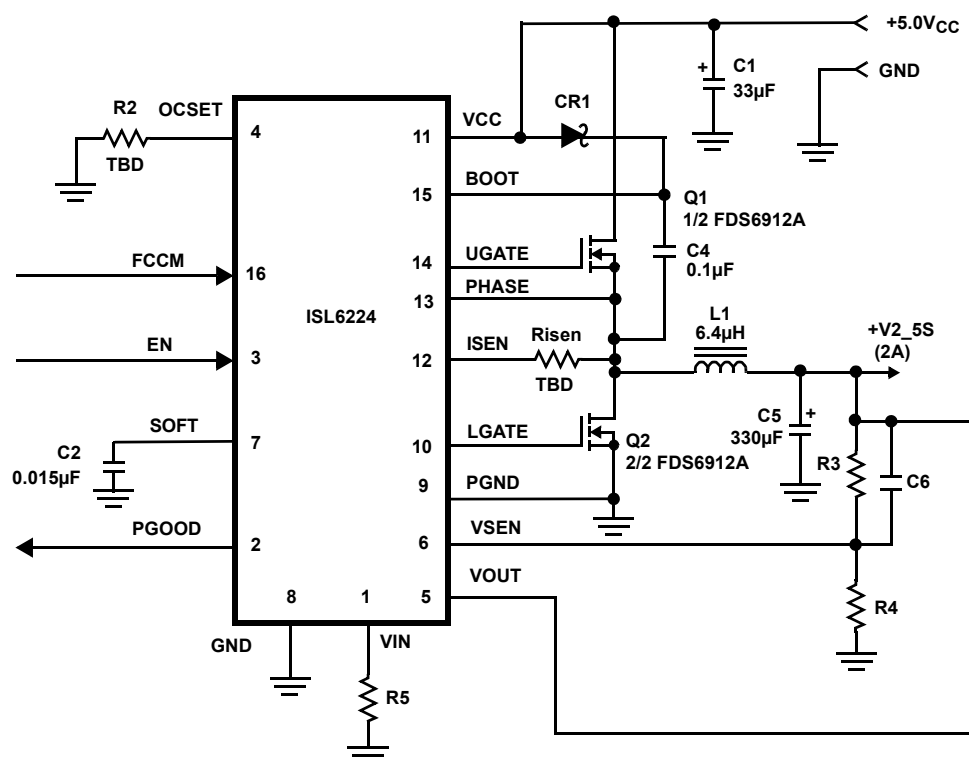 +5.0VCC
C1
33µF
GND
R2
OCSET
TBD
4
11
VCC
CR1
15
BOOT
Q1
1/2 FDS6912A
C4
0.1µF
FCCM
16
14
UGATE
13
PHASE
ISL6224
L1
6.4µH
EN
3
12
ISEN
Risen
TBD
+V2_5S
(2A)
SOFT
7
C2
0.015µF
10
LGATE
Q2
2/2 FDS6912A
C5
330µF
+
+
R3
C6
9
PGND
PGOOD
2
6
VSEN
8
1
5
VOUT
R4
GND
VIN
R5